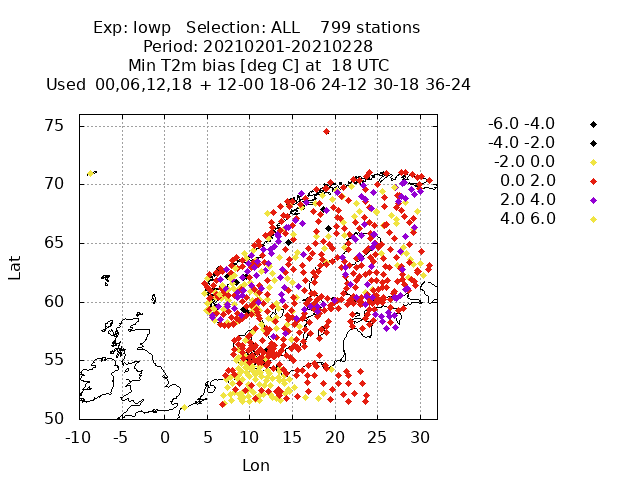 Exp: lowp   Selection: ALL    799 stations
Period: 20210201-20210228
Min T2m bias [deg C] at  18 UTC
Used  00,06,12,18  + 12-00 18-06 24-12 30-18 36-24
-6.0 -4.0
-4.0 -2.0
-2.0 0.0
0.0 2.0
2.0 4.0
4.0 6.0
75
70
65
60
55
50
Lat
-10 -5 0 5 10 15 20 25 30
Lon